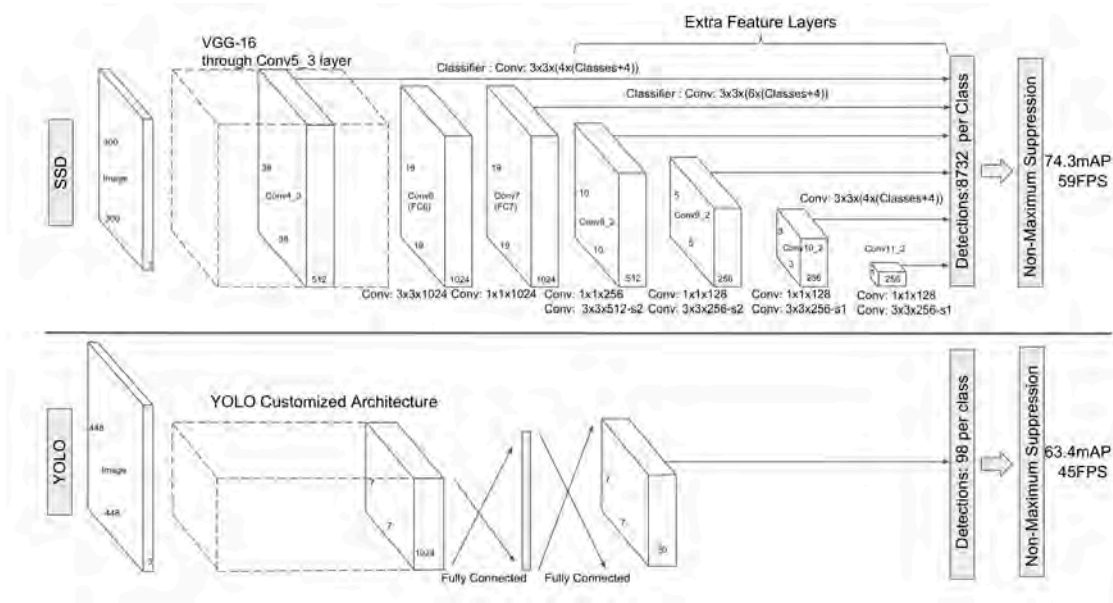 Extra Feature Layers
VGG-16
through Conv5_3 layer
Classifier : Conv: 3x3x(4x(Classes+4))
Classifier : Conv: 3x3x(6x(Classes+4))
SSD
300
Image
300
3
38
Conv4_3
38
512
19
Conv6
(FC6)
19
1024
19
Conv7
(FC7)
19
1024
10
Conv8_2
10
512
5
Conv9_2
5
256
Conv: 3x3x(4x(Classes+4))
3
Conv10_2
3
256
Conv11_2
256
Conv: 3x3x1024
Conv: 1x1x1024
Conv: 1x1x256
Conv: 3x3x512-s2
Conv: 1x1x128
Conv: 3x3x256-s2
Conv: 1x1x128
Conv: 3x3x256-s1
Conv: 1x1x128
Conv: 3x3x256-s1
Detections:8732 per Class
Non-Maximum Suppression
74.3mAP
59FPS
YOLO
448
Image
448
3
YOLO Customized Architecture
7
7
1024
Fully Connected
Fully Connected
7
7
30
Detections: 98 per class
Non-Maximum Suppression
63.4mAP
45FPS